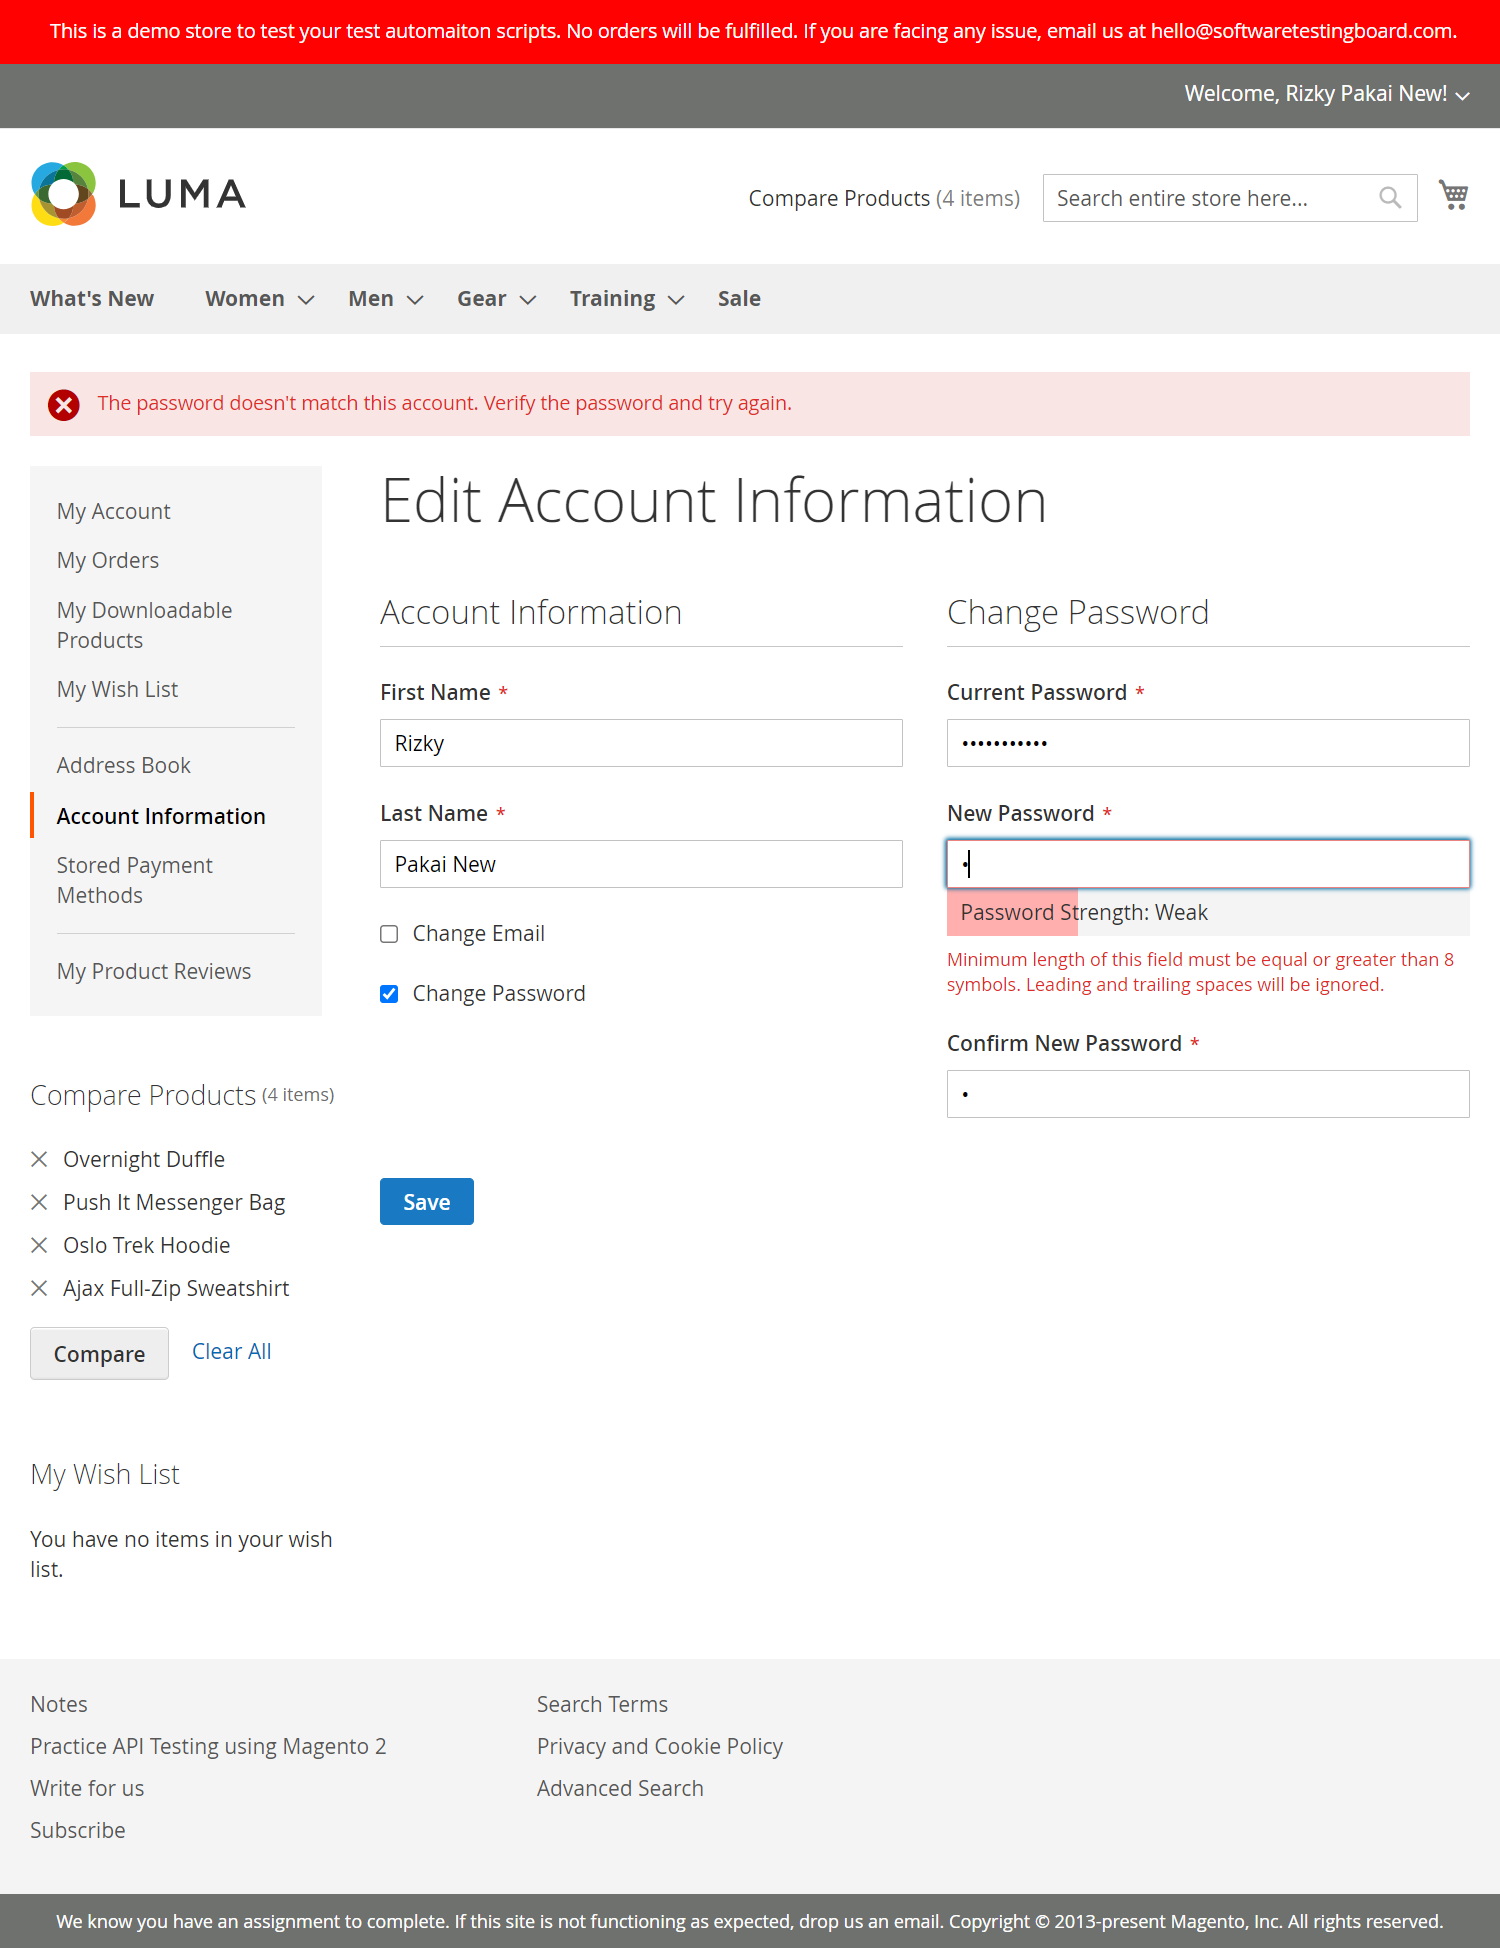 This is a demo store to test your test automaiton scripts. No orders will be fulfilled. If you are facing any issue, email us at hello@softwaretestingboard.com.
Welcome, Rizky Pakai New!
LUMA
Compare Products (4 items)
Search entire store here...
What's New
Women
Men
Gear
Training
Sale
The password doesn't match this account. Verify the password and try again.
My Account
My Orders
My Downloadable
Products
My Wish List
Address Book
Account Information
Stored Payment
Methods
My Product Reviews
Compare Products (4 items)
Overnight Duffle
Push It Messenger Bag
Oslo Trek Hoodie
Ajax Full-Zip Sweatshirt
Compare
Clear All
My Wish List
You have no items in your wish
list.
Edit Account Information
Account Information
First Name *
Rizky
Last Name *
Pakai New
Change Email
Change Password
Change Password
Current Password *
•••••••••••
New Password *
•
Password Strength: Weak
Minimum length of this field must be equal or greater than 8
symbols. Leading and trailing spaces will be ignored.
Confirm New Password *
•
Save
Notes
Practice API Testing using Magento 2
Write for us
Subscribe
Search Terms
Privacy and Cookie Policy
Advanced Search
We know you have an assignment to complete. If this site is not functioning as expected, drop us an email. Copyright © 2013-present Magento, Inc. All rights reserved.